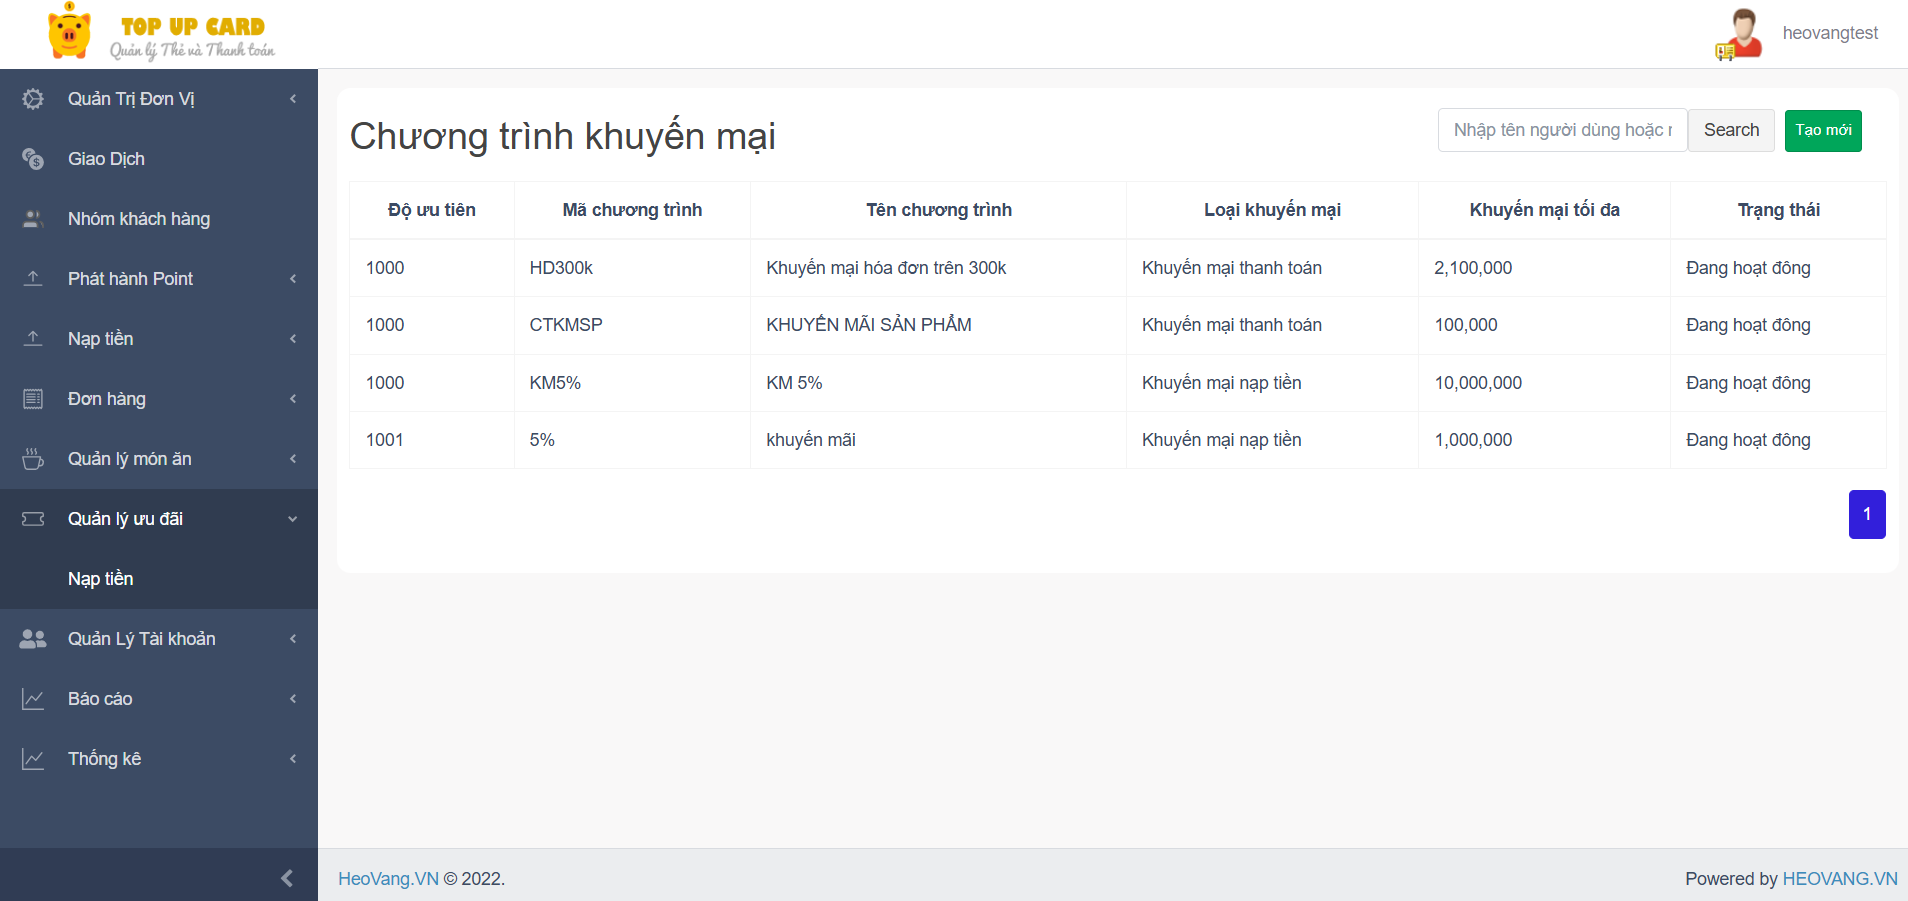 TOP UP CARD
Quản lý Thẻ và Thanh toán
heovangtest
Quản Trị Đơn Vị
Giao Dịch
Nhóm khách hàng
Phát hành Point
Nạp tiền
Đơn hàng
Quản lý món ăn
Quản lý ưu đãi
Nạp tiền
Quản Lý Tài khoản
Báo cáo
Thống kê
Chương trình khuyến mại
Nhập tên người dùng hoặc Search Tạo mới
Độ ưu tiên Mã chương trình Tên chương trình Loại khuyến mại Khuyến mại tối đa Trạng thái
1000 HD300k Khuyến mại hóa đơn trên 300k Khuyến mại thanh toán 2,100,000 Đang hoạt đông
1000 CTKMSP KHUYẾN MÃI SẢN PHẨM Khuyến mại thanh toán 100,000 Đang hoạt đông
1000 KM5% KM 5% Khuyến mại nạp tiền 10,000,000 Đang hoạt đông
1001 5% khuyến mãi Khuyến mại nạp tiền 1,000,000 Đang hoạt đông
1
HeoVang.VN © 2022.
Powered by HEOVANG.VN